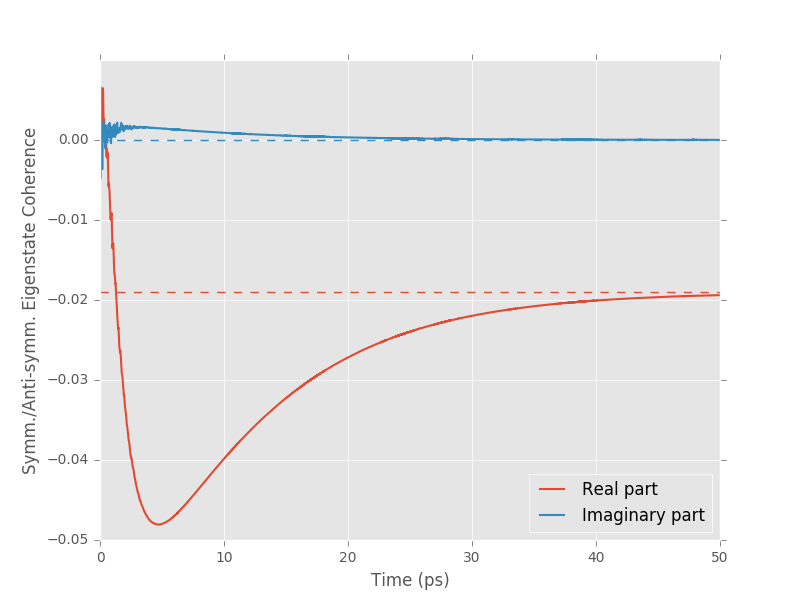 Symm./Anti-symm. Eigenstate Coherence
0.00
−0.01
−0.02
−0.03
−0.04
−0.05
0 10 20 30 40 50
Time (ps)
Real part
Imaginary part